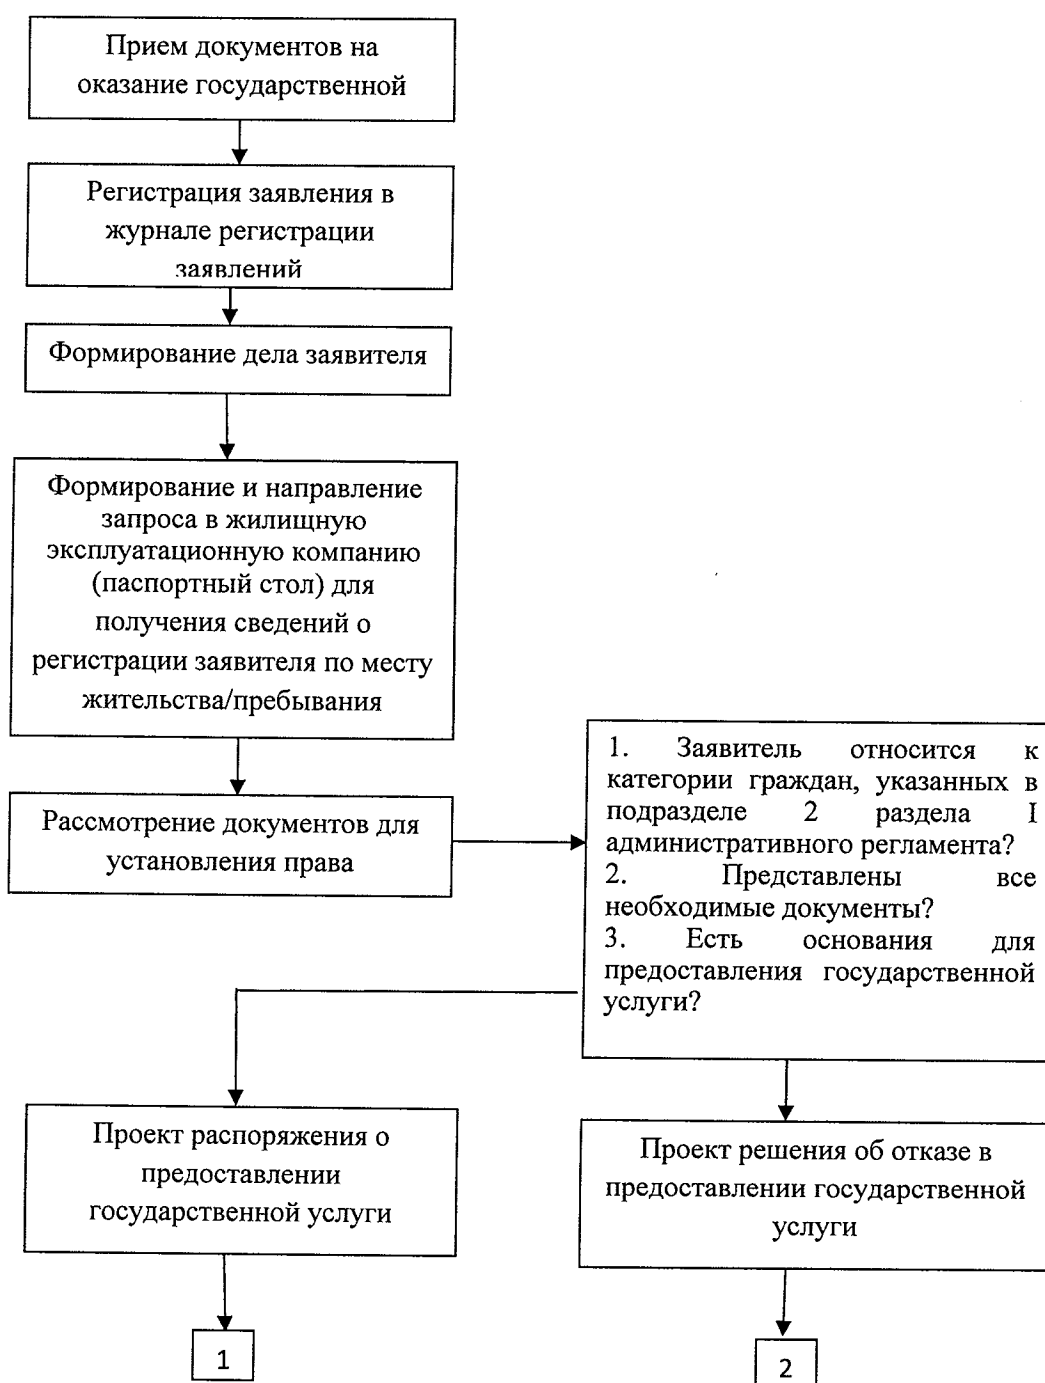 Прием документов на
оказание государственной
Регистрация заявления в
журнале регистрации
заявлений
Формирование дела заявителя
Формирование и направление
запроса в жилищную
эксплуатационную компанию
(паспортный стол) для
получения сведений о
регистрации заявителя по месту
жительства/пребывания
Рассмотрение документов для
установления права
1. Заявитель относится к
категории граждан, указанных в
подразделе 2 раздела I
административного регламента?
2. Представлены все
необходимые документы?
3. Есть основания для
предоставления государственной
услуги?
Проект распоряжения о
предоставлении
государственной услуги
Проект решения об отказе в
предоставлении государственной
услуги
1
2